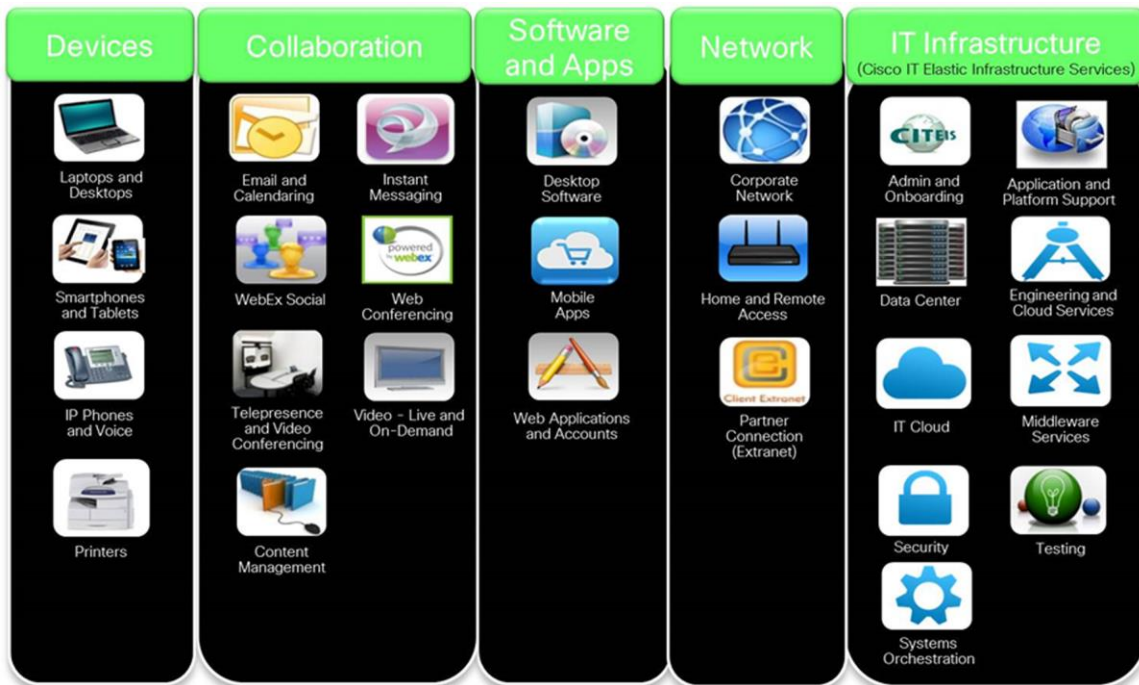 Devices
Laptops and
Desktops
Smartphones
and Tablets
IP Phones
and Voice
Printers
Collaboration
Email and
Calendaring
Instant
Messaging
WebEx Social
powered
by webex
Web
Conferencing
Telepresence
and Video
Conferencing
Video - Live and
On-Demand
Content
Management
Software
and Apps
Desktop
Software
Mobile
Apps
Web Applications
and Accounts
Network
Corporate
Network
Home and Remote
Access
Client Extranet
Partner
Connection
(Extranet)
IT Infrastructure
(Cisco IT Elastic Infrastructure Services)
CITEIS
Admin and
Onboarding
Application and
Platform Support
Data Center
Engineering and
Cloud Services
IT Cloud
Middleware
Services
Security
Testing
Systems
Orchestration